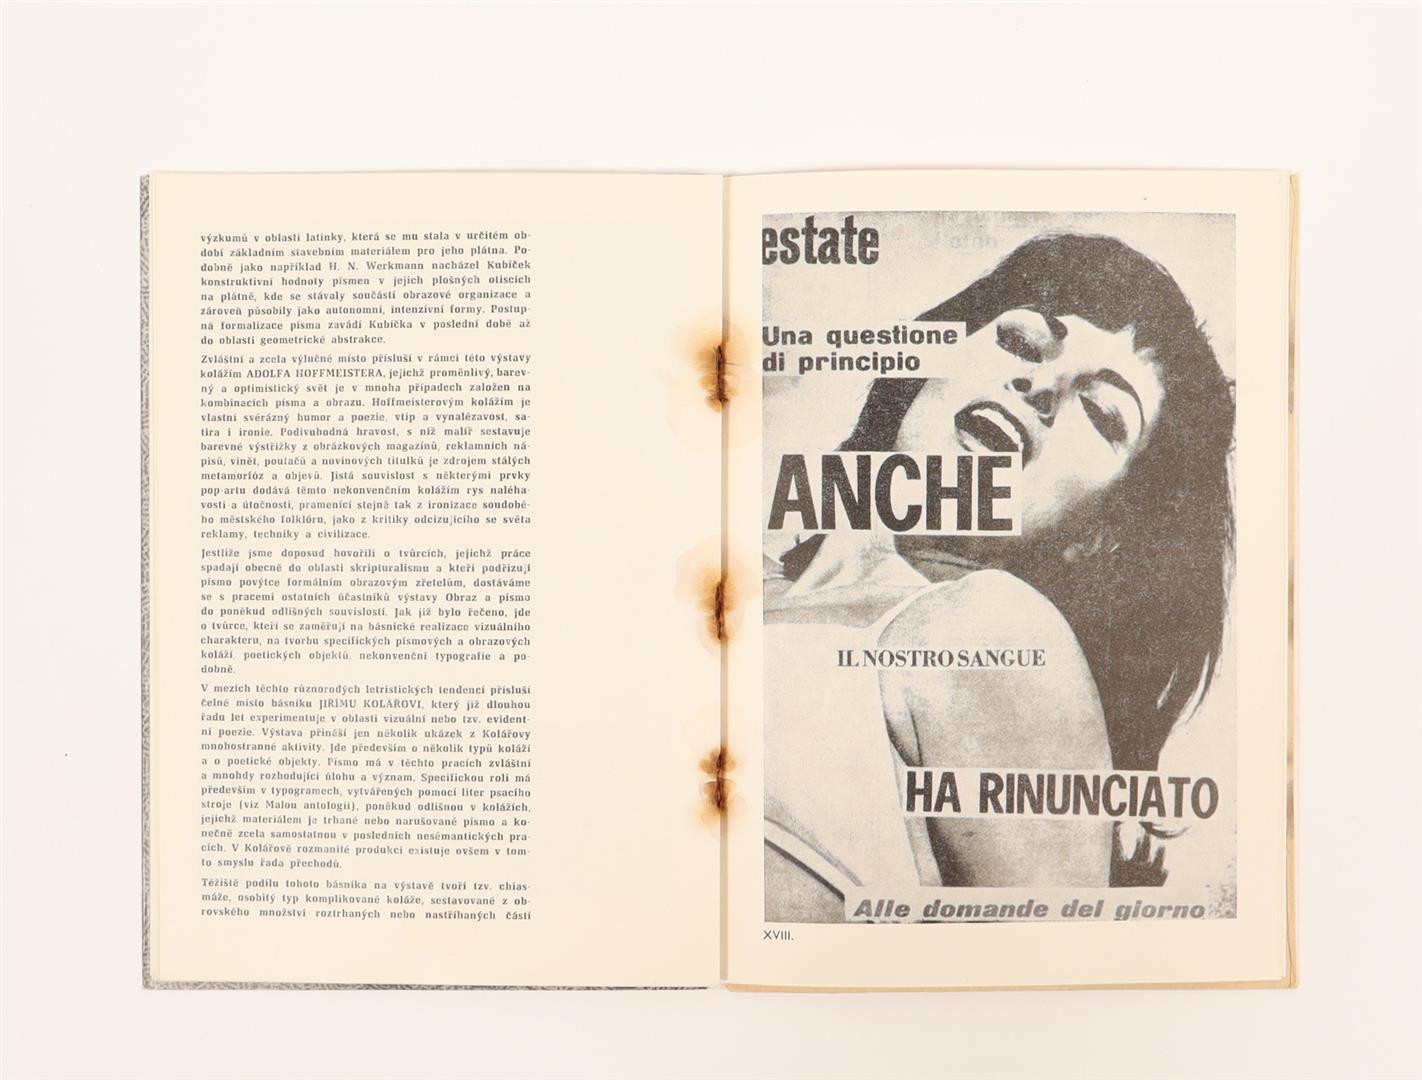 výzkumů v oblasti latinky, která se mu stala v určitém ob-
dobí základním stavebním materiálem pro jeho plátna. Po-
dobně jako například H. N. Werkmann nacházel Kubíček
konstruktivní hodnoty písmen v jejich plošných otiscích
na plátně, kde se stávaly součástí obrazové organizace a
zároveň působily jako autonomní, intenzivní formy. Postup-
ná formalizace písma zavádí Kubíčka v poslední době až
do oblasti geometrické abstrakce.
Zvláštní a zcela výlučné místo přísluší v rámci této výstavy
kolážím ADOLFA HOFFMEISTERA, jejichž proměnlivý, barev-
ný a optimistický svět je v mnoha případech založen na
kombinacích písma a obrazu. Hoffmeisterovým kolážím je
vlastní svérázný humor a poezie, vtip a vynalézavost, sa-
tira i ironie. Podivuhodná hravost, s níž malíř sestavuje
barevné výstřižky z obrázkových magazínů, reklamních ná-
pisů, vinět, poutačů a novinových titulků je zdrojem stálých
metamorfóz a objevů. Jistá souvislost s některými prvky
pop-artu dodává těmto nekonvenčním kolážím rys naléha-
vosti a útočnosti, pramenící stejně tak z ironizace soudobé-
ho městského folklóru, jako z kritiky odcizujícího se světa
reklamy, techniky a civilizace.
Jestliže jsme doposud hovořili o tvůrcích, jejichž práce
spadají obecně do oblasti skripturalismu a kteří podřizují
písmo povýtce formálním obrazovým zřetelům, dostáváme
se s pracemi ostatních účastníků výstavy Obraz a písmo
do poněkud odlišných souvislostí. Jak již bylo řečeno, jde
o tvůrce, kteří se zaměřují na básnické realizace vizuálního
charakteru, na tvorbu specifických písmových a obrazových
koláží, poetických objektů, nekonvenční typografie a po-
dobně.
V mezích těchto různorodých letristických tendencí přísluší
čelné místo básníku JIŘÍMU KOLÁŘOVI, který již dlouhou
řadu let experimentuje v oblasti vizuální nebo tzv. evident-
ní poezie. Výstava přináší jen několik ukázek z Kolářovy
mnohostranné aktivity. Jde především o několik typů koláží
a o poetické objekty. Písmo má v těchto pracích zvláštní
a mnohdy rozhodující úlohu a význam. Specifickou roli má
především v typogramech, vytvářených pomocí liter psacího
stroje (viz Malou antologii), poněkud odlišnou v kolážích,
jejichž materiálem je trhané nebo narušované písmo a ko-
nečně zcela samostatnou v posledních nesémantických pra-
cích. V Kolářově rozmanité produkci existuje ovšem v tom-
to smyslu řada přechodů.
Těžiště podílu tohoto básníka na výstavě tvoří tzv. chias-
máže, osobitý typ komplikované koláže, sestavované z ob-
rovského množství roztrhaných nebo nastříhaných částí
estate
Una questione
di principio
ANCHE
IL NOSTRO SANGUE
HA RINUNCIATO
Alle domande del giorno
XVIII.